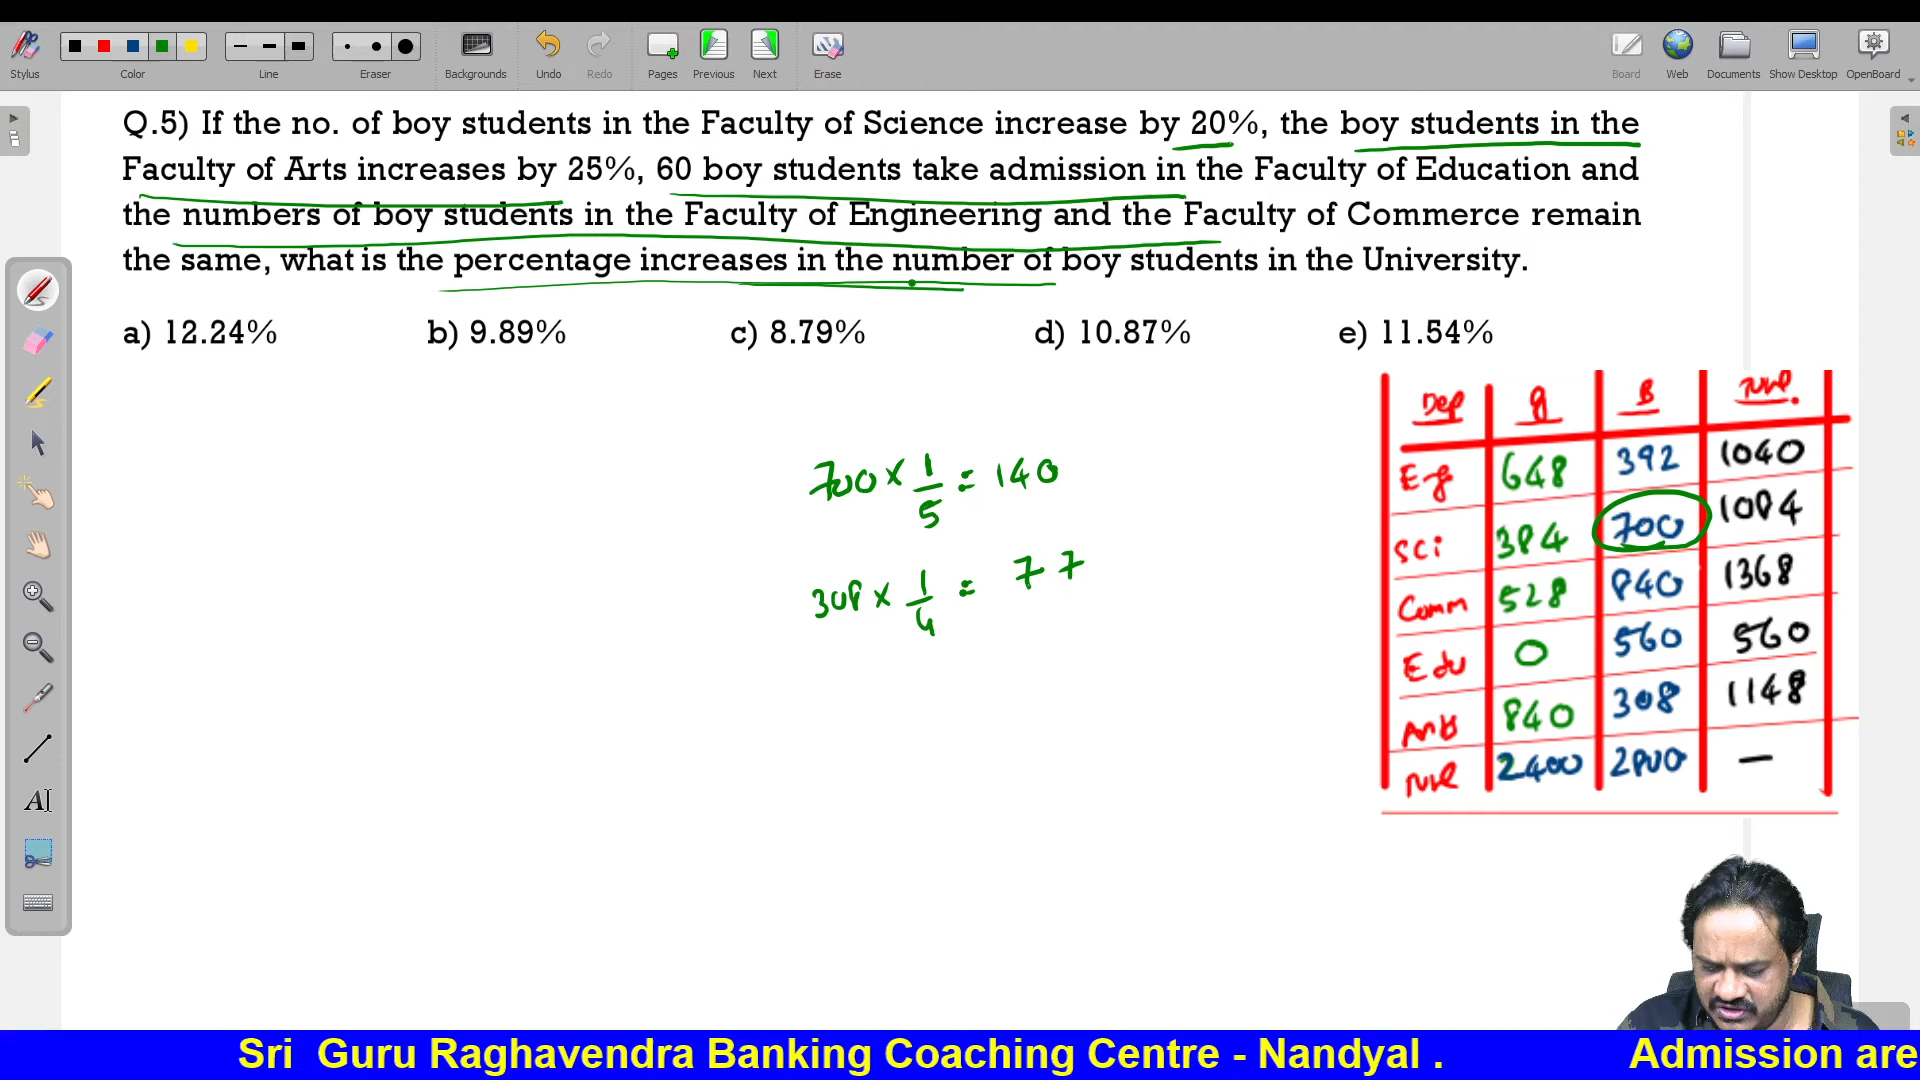 Stylus
Color
Line
Eraser
Backgrounds
Undo
Redo
Pages
Previous
Next
Erase
Board
Web
Documents
Show Desktop
OpenBoard
Q.5) If the no. of boy students in the Faculty of Science increase by 20%, the boy students in the
Faculty of Arts increases by 25%, 60 boy students take admission in the Faculty of Education and
the numbers of boy students in the Faculty of Engineering and the Faculty of Commerce remain
the same, what is the percentage increases in the number of boy students in the University.
a) 12.24% b) 9.89% c) 8.79% d) 10.87% e) 11.54%
700 × 1/5 = 140
308 × 1/4 = 77
Dep g B
Eg 648 392 1040
Sci 384 700 1084
Comm 528 840 1368
Edu 0 560 560
Arts 840 308 1148
2400 2800 —
AI
Sri Guru Raghavendra Banking Coaching Centre - Nandyal . Admission are